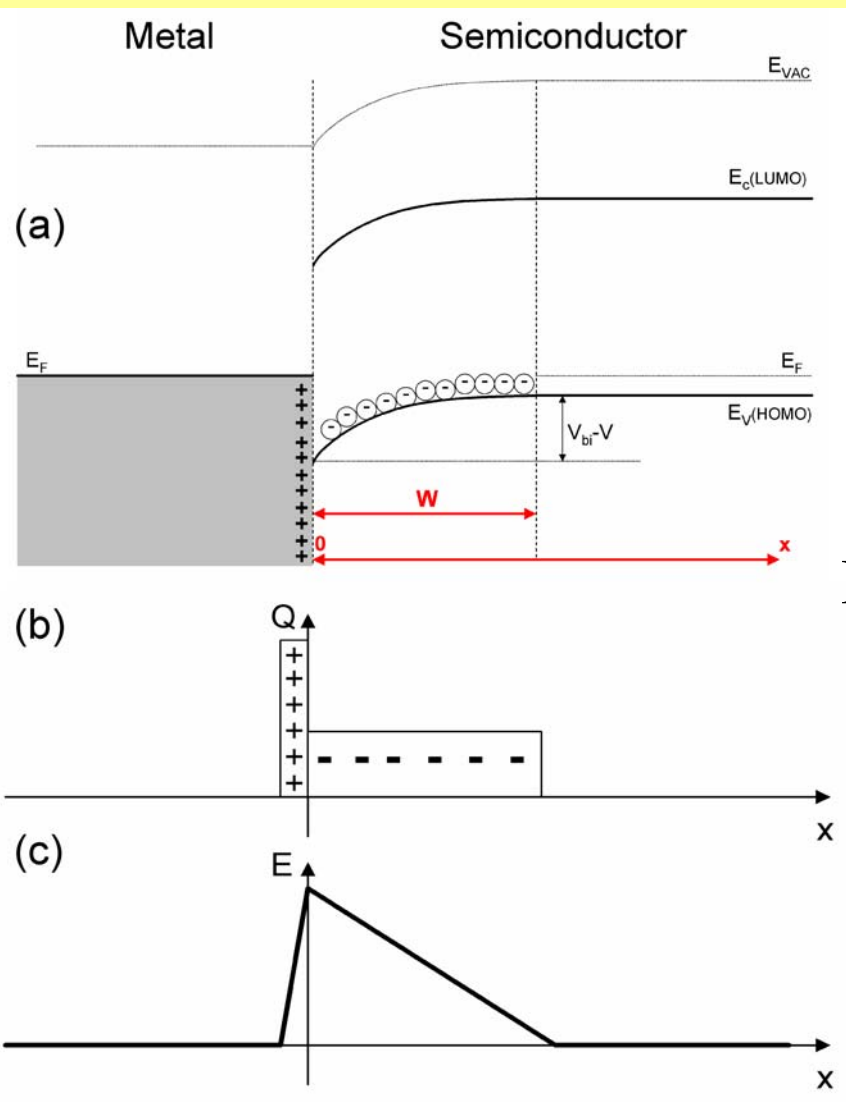 Metal Semiconductor
E_VAC
E_c(LUMO)
(a)
E_F E_F
E_V(HOMO)
V_bi-V
W
0 x
(b)
Q
x
(c)
E
x